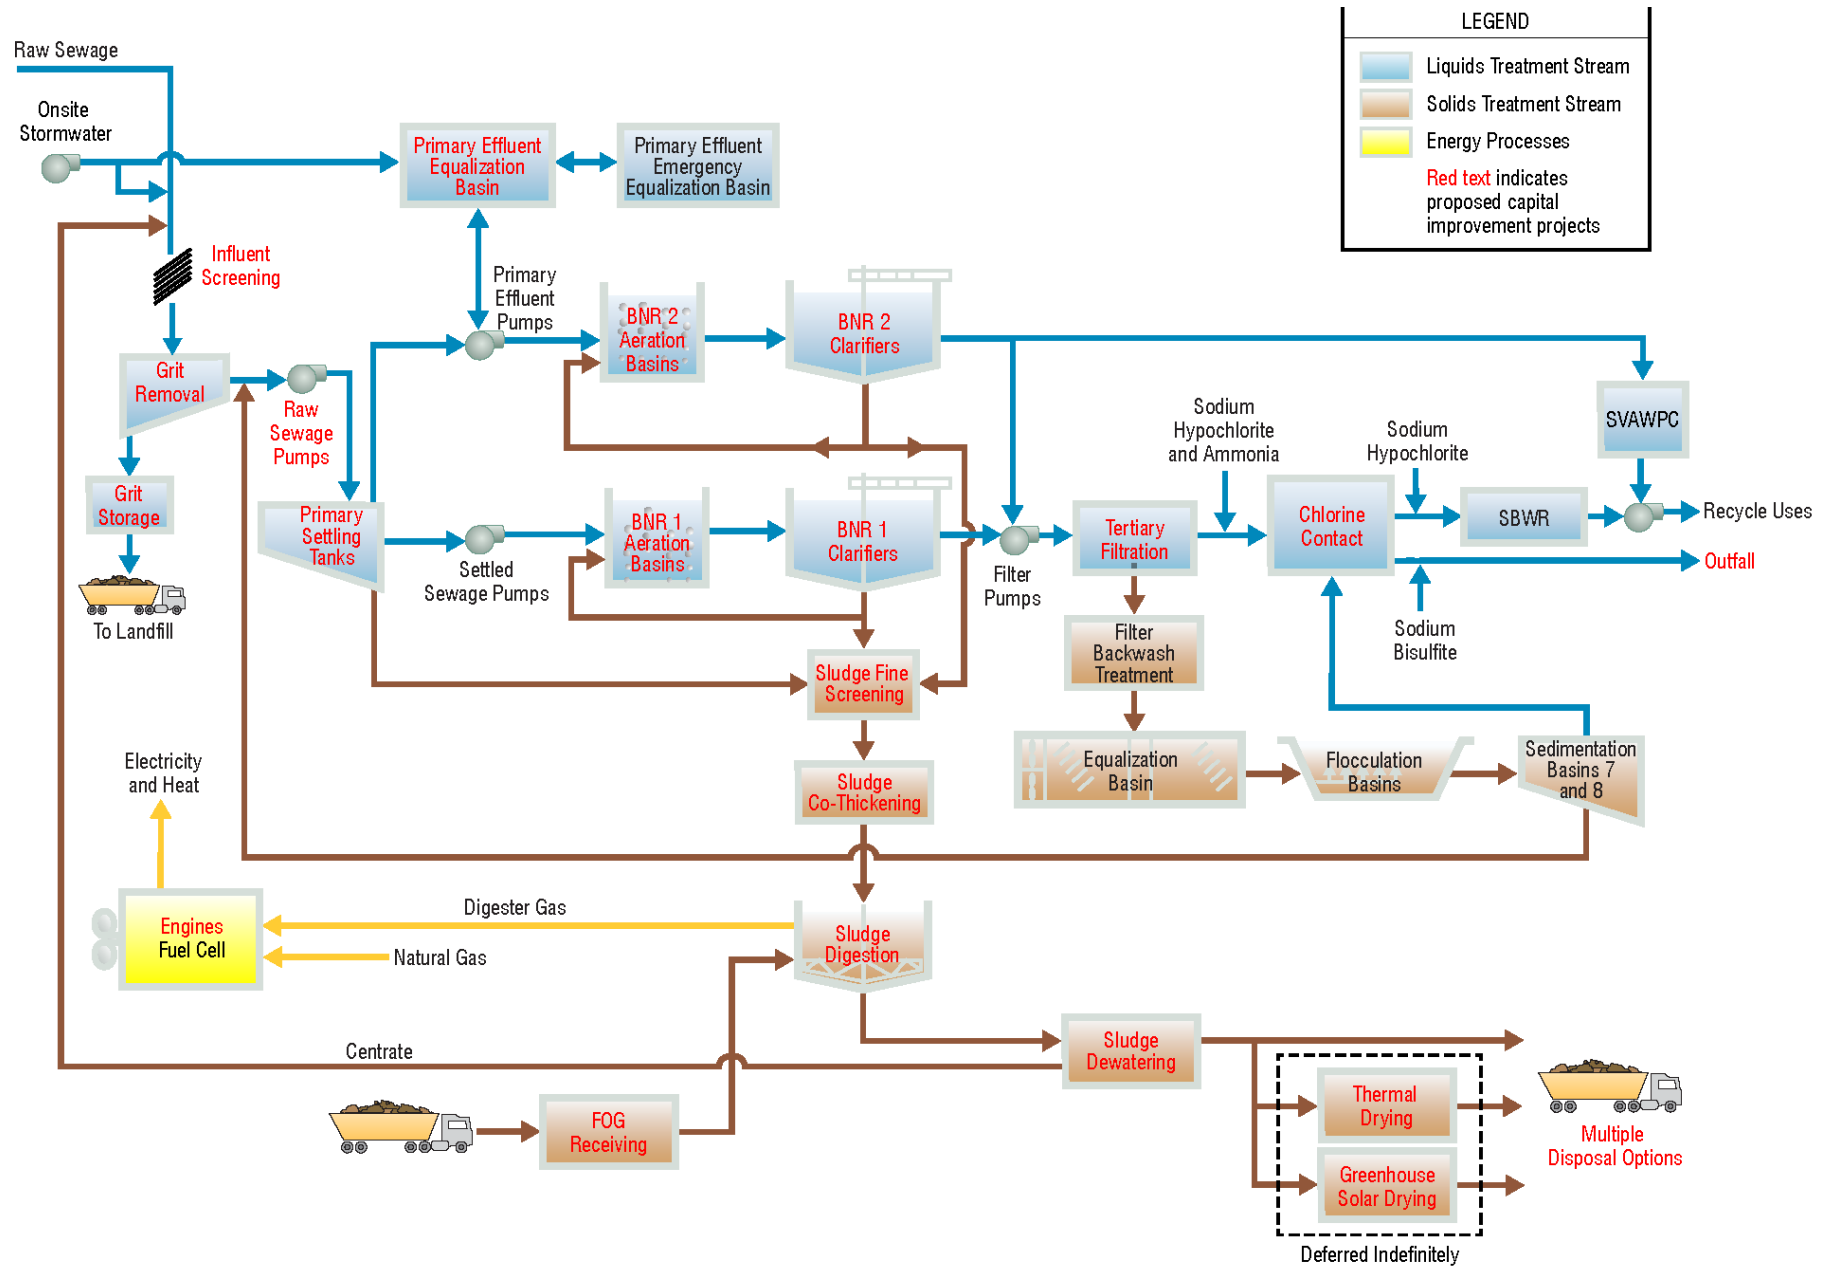 LEGEND
Liquids Treatment Stream
Solids Treatment Stream
Energy Processes
Red text indicates
proposed capital
improvement projects
Raw Sewage
Onsite
Stormwater
Primary Effluent
Equalization
Basin
Primary Effluent
Emergency
Equalization Basin
Influent
Screening
Primary
Effluent
Pumps
BNR 2
Aeration
Basins
BNR 2
Clarifiers
Grit
Removal
Raw
Sewage
Pumps
SVAWPC
Sodium
Hypochlorite
and Ammonia
Sodium
Hypochlorite
Grit
Storage
To Landfill
Primary
Settling
Tanks
Settled
Sewage Pumps
BNR 1
Aeration
Basins
BNR 1
Clarifiers
Filter
Pumps
Tertiary
Filtration
Chlorine
Contact
SBWR
Recycle Uses
Outfall
Sodium
Bisulfite
Filter
Backwash
Treatment
Sludge Fine
Screening
Equalization
Basin
Flocculation
Basins
Sedimentation
Basins 7
and 8
Electricity
and Heat
Sludge
Co-Thickening
Engines
Fuel Cell
Digester Gas
Natural Gas
Sludge
Digestion
Centrate
Sludge
Dewatering
FOG
Receiving
Thermal
Drying
Greenhouse
Solar Drying
Multiple
Disposal Options
Deferred Indefinitely